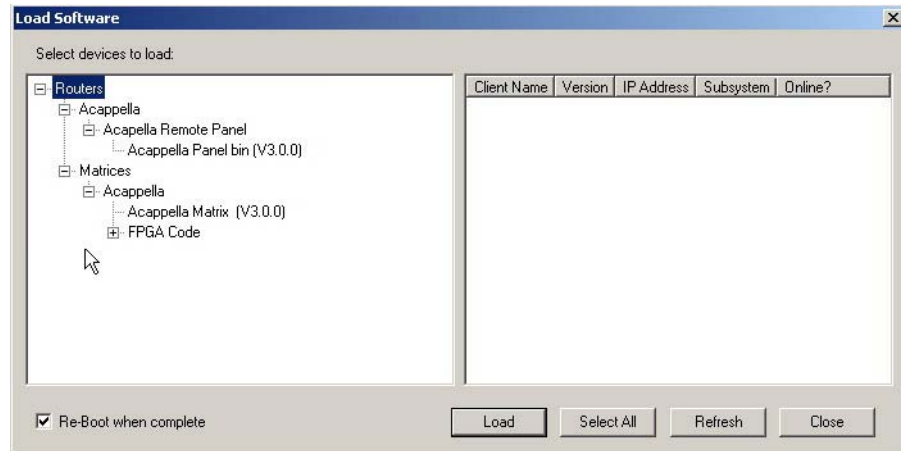 Load Software
Select devices to load:
Routers
Acappella
Acapella Remote Panel
Acappella Panel bin (V3.0.0)
Matrices
Acappella
Acappella Matrix (V3.0.0)
FPGA Code
Client Name Version IP Address Subsystem Online?
Re-Boot when complete
Load Select All Refresh Close